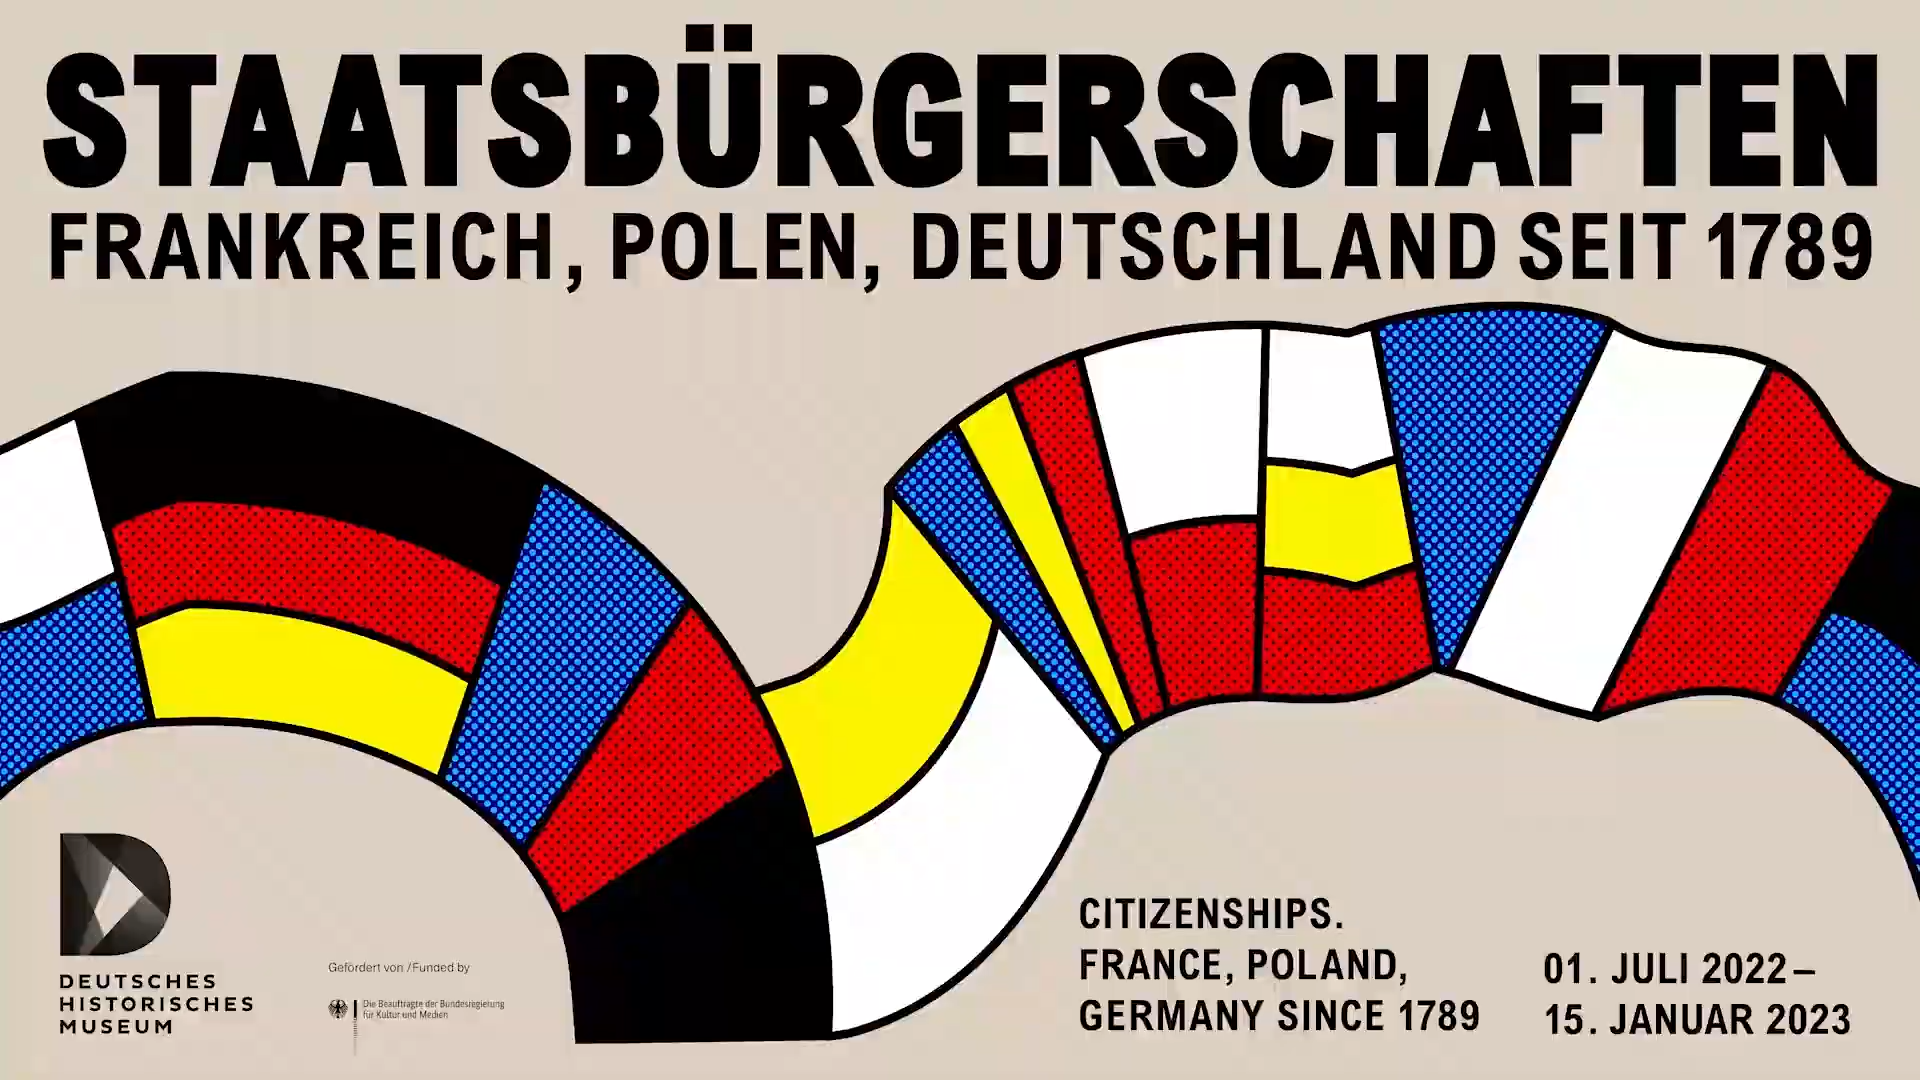 STAATSBÜRGERSCHAFTEN
FRANKREICH, POLEN, DEUTSCHLAND SEIT 1789
CITIZENSHIPS.
FRANCE, POLAND,
GERMANY SINCE 1789
01. JULI 2022 –
15. JANUAR 2023
DEUTSCHES
HISTORISCHES
MUSEUM
Gefördert von / Funded by
Die Beauftragte der Bundesregierung
für Kultur und Medien